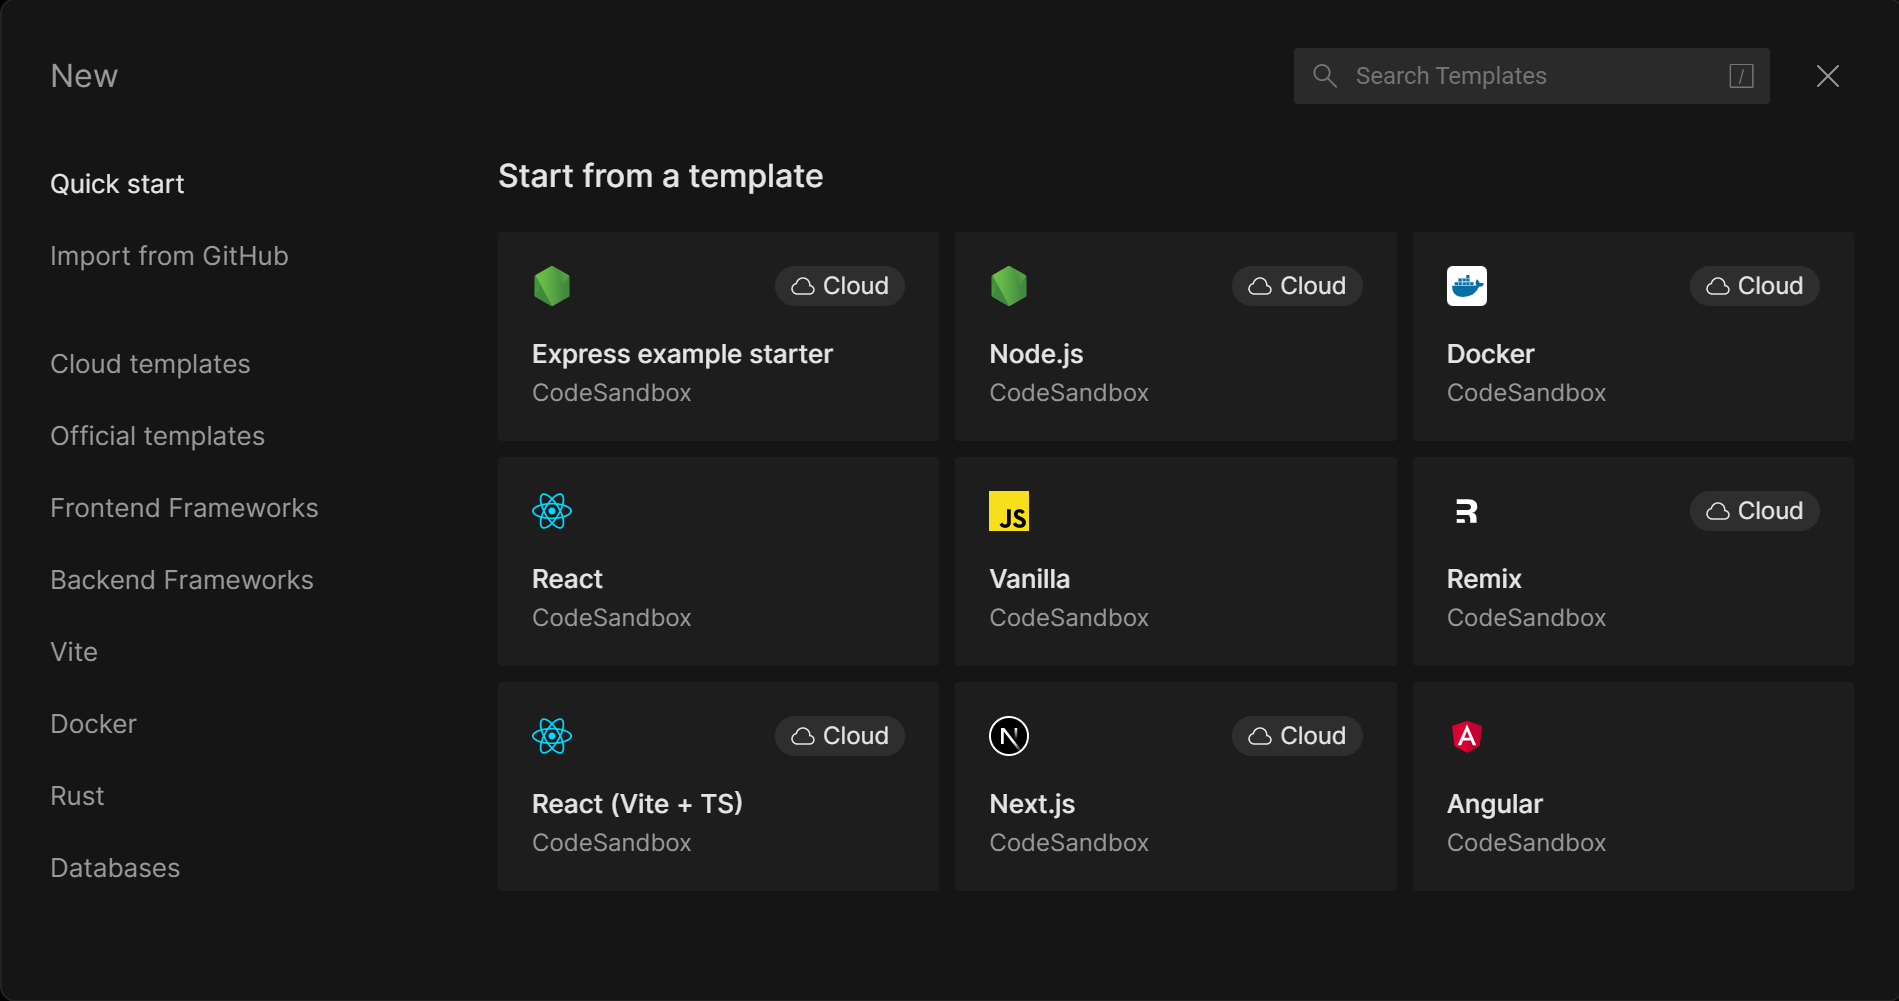 New
Search Templates /
Quick start
Import from GitHub
Cloud templates
Official templates
Frontend Frameworks
Backend Frameworks
Vite
Docker
Rust
Databases
Start from a template
Cloud
Express example starter
CodeSandbox
Cloud
Node.js
CodeSandbox
Cloud
Docker
CodeSandbox
React
CodeSandbox
JS
Vanilla
CodeSandbox
Cloud
Remix
CodeSandbox
Cloud
React (Vite + TS)
CodeSandbox
N
Cloud
Next.js
CodeSandbox
A
Angular
CodeSandbox